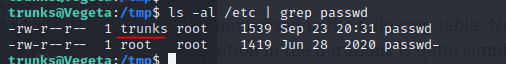 trunks@Vegeta:/tmp$ ls -al /etc | grep passwd
-rw-r--r-- 1 trunks root 1539 Sep 23 20:31 passwd
-rw-r--r-- 1 root root 1419 Jun 28 2020 passwd-
trunks@Vegeta:/tmp$